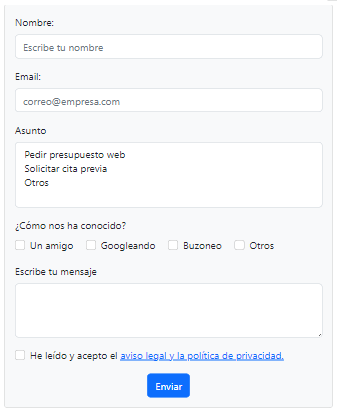 Nombre:
Escribe tu nombre
Email:
correo@empresa.com
Asunto
Pedir presupuesto web
Solicitar cita previa
Otros
¿Cómo nos ha conocido?
Un amigo Googleando Buzoneo Otros
Escribe tu mensaje
He leído y acepto el aviso legal y la política de privacidad.
Enviar